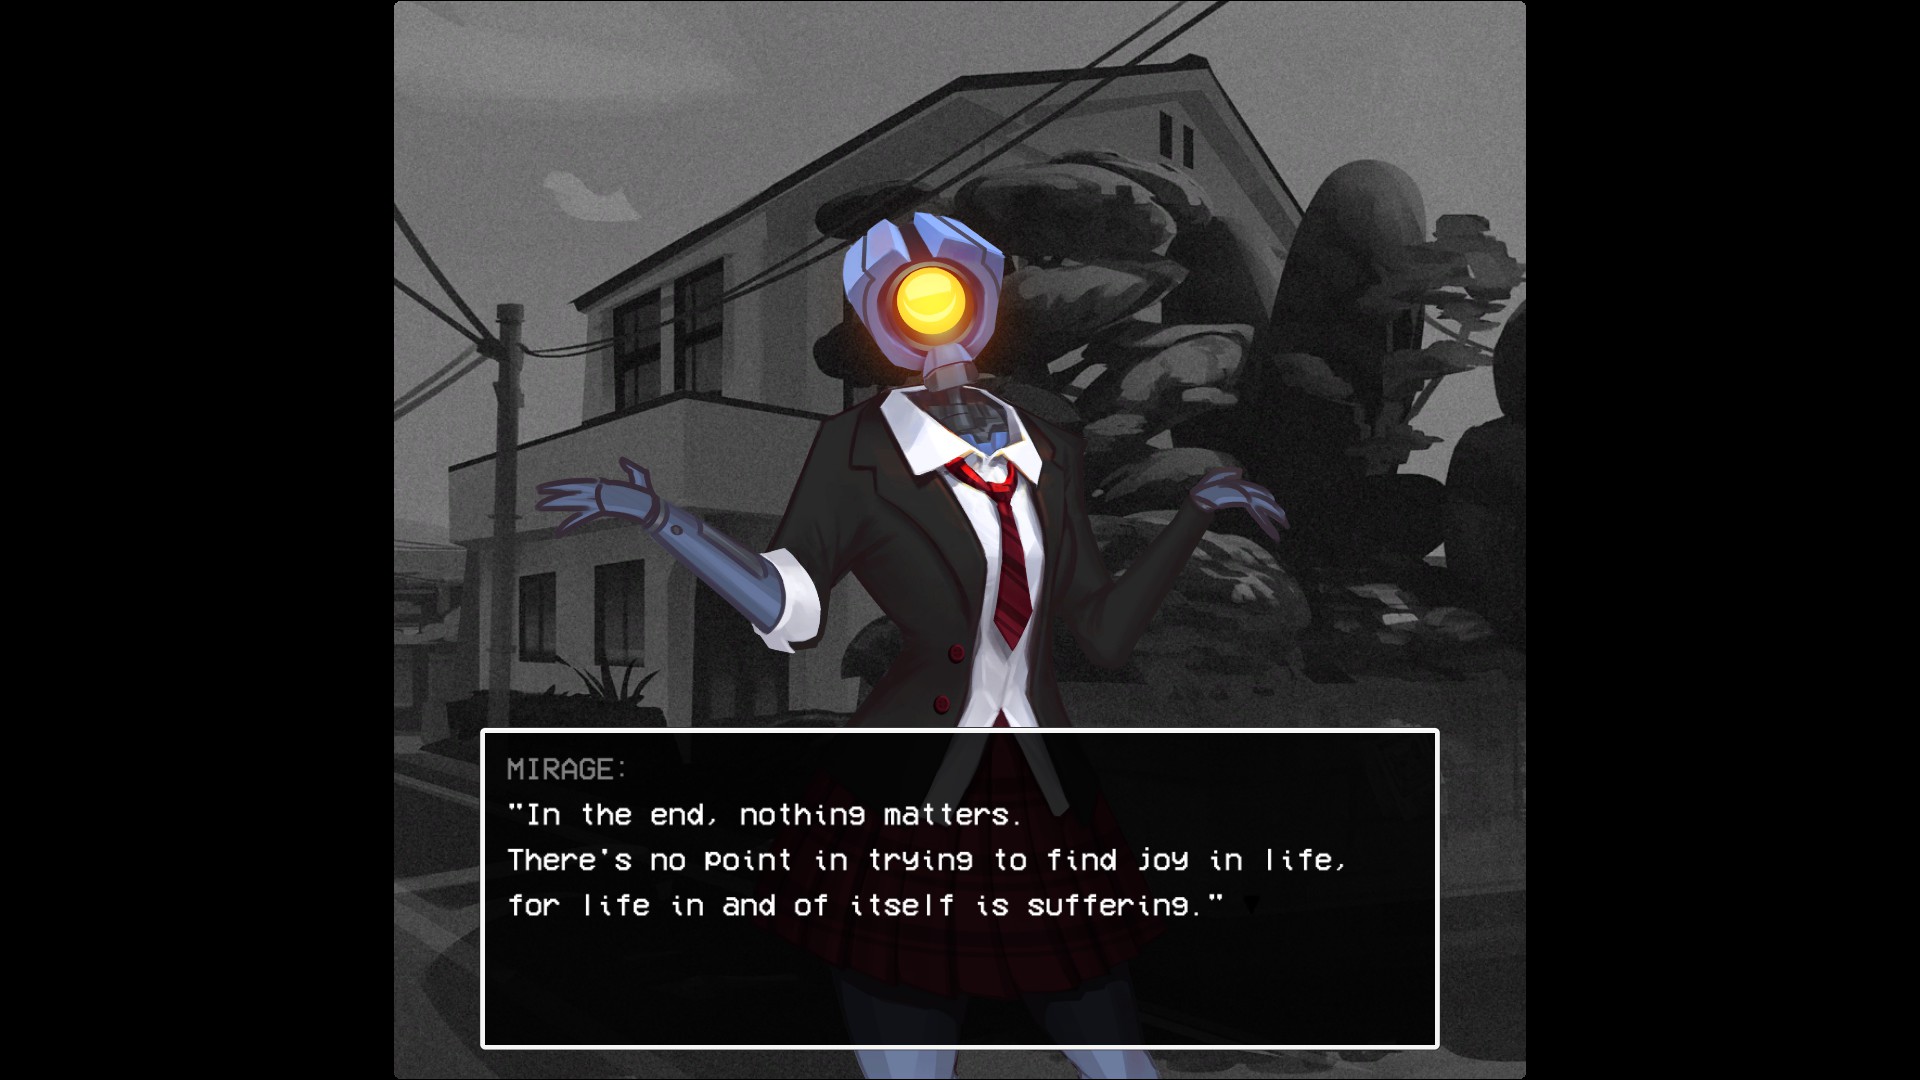 MIRAGE:
"In the end, nothing matters.
There's no point in trying to find joy in life,
for life in and of itself is suffering."